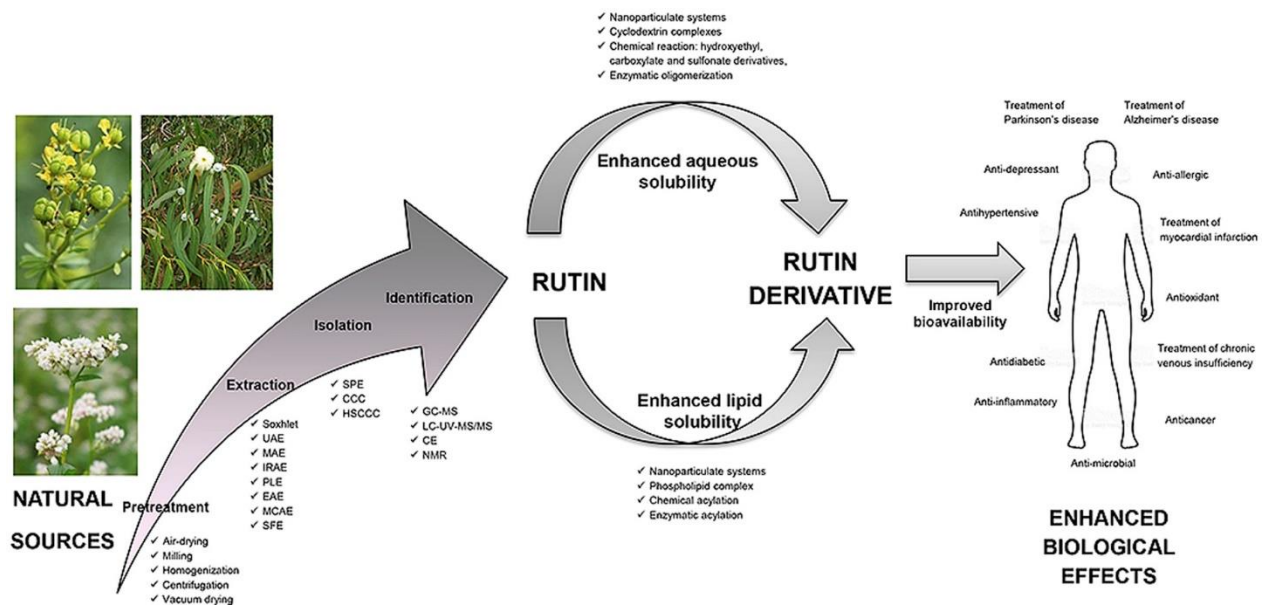 NATURAL
SOURCES
Pretreatment
✓ Air-drying
✓ Milling
✓ Homogenization
✓ Centrifugation
✓ Vacuum drying
Extraction
✓ Soxhlet
✓ UAE
✓ MAE
✓ IRAE
✓ PLE
✓ EAE
✓ MCAE
✓ SFE
Isolation
✓ SPE
✓ CCC
✓ HSCCC
Identification
✓ GC-MS
✓ LC-UV-MS/MS
✓ CE
✓ NMR
RUTIN
✓ Nanoparticulate systems
✓ Cyclodextrin complexes
✓ Chemical reaction: hydroxyethyl,
carboxylate and sulfonate derivatives,
✓ Enzymatic oligomerization
Enhanced aqueous
solubility
Enhanced lipid
solubility
✓ Nanoparticulate systems
✓ Phospholipid complex
✓ Chemical acylation
✓ Enzymatic acylation
RUTIN
DERIVATIVE
Improved
bioavailability
Treatment of
Parkinson's disease
Treatment of
Alzheimer's disease
Anti-depressant
Anti-allergic
Antihypertensive
Treatment of
myocardial infarction
Antioxidant
Antidiabetic
Treatment of chronic
venous insufficiency
Anti-inflammatory
Anticancer
Anti-microbial
ENHANCED
BIOLOGICAL
EFFECTS